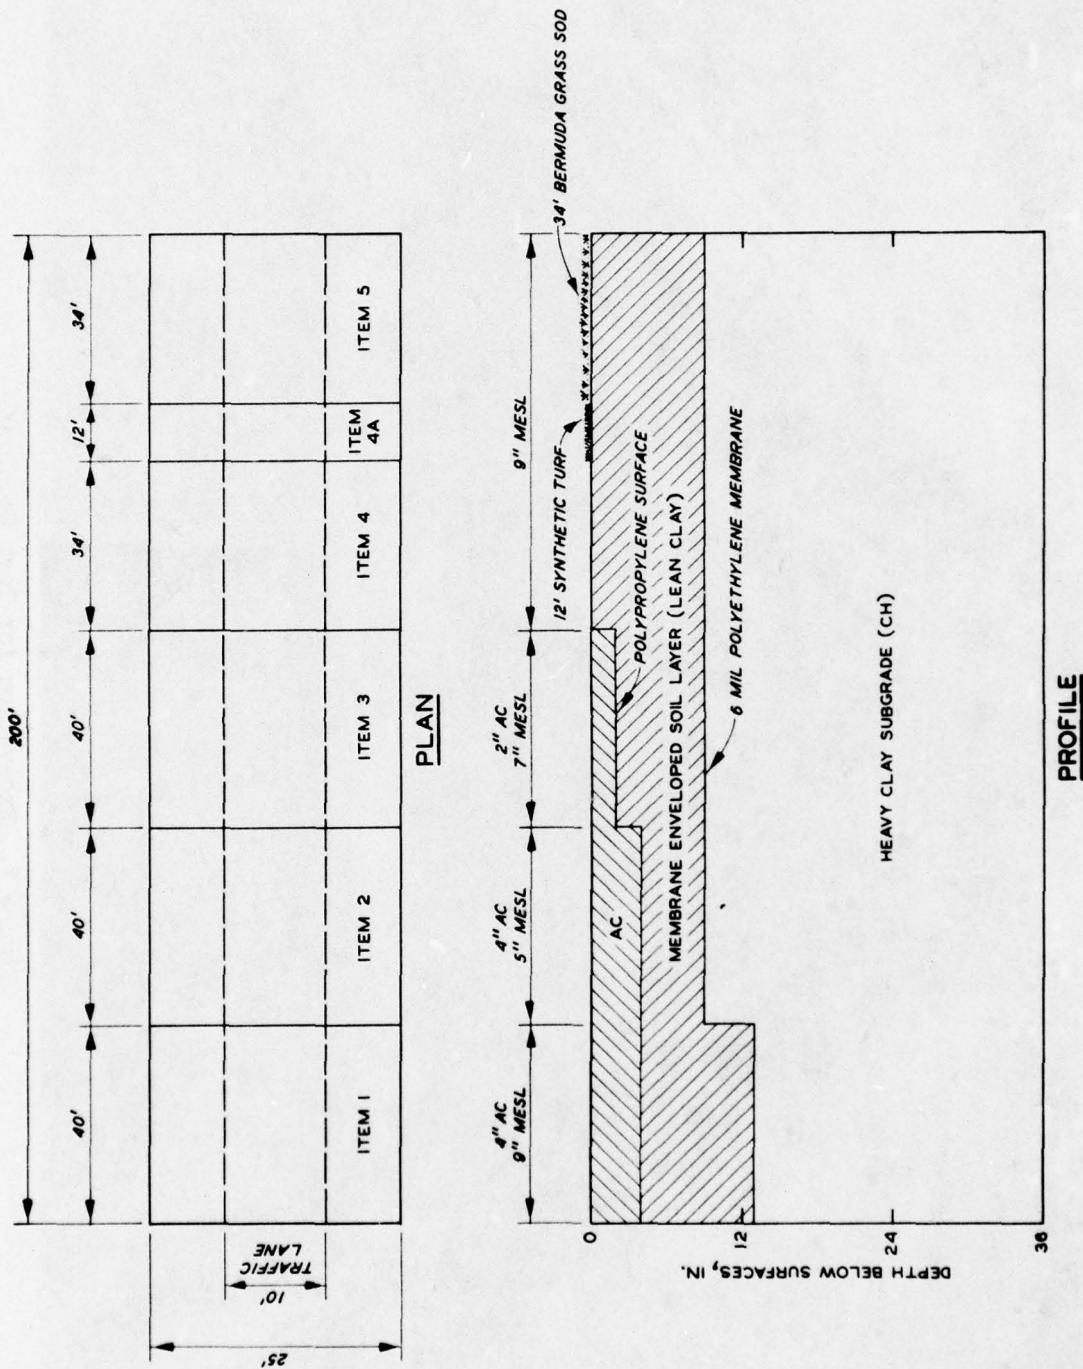 200'
40'
40'
40'
34'
12'
34'
25'
10'
TRAFFIC
LANE
ITEM 1
ITEM 2
ITEM 3
ITEM 4
ITEM
4A
ITEM 5
PLAN
4" AC
9" MESL
4" AC
5" MESL
2" AC
7" MESL
9" MESL
12' SYNTHETIC TURF
34' BERMUDA GRASS SOD
POLYPROPYLENE SURFACE
AC
MEMBRANE ENVELOPED SOIL LAYER (LEAN CLAY)
6 MIL POLYETHYLENE MEMBRANE
HEAVY CLAY SUBGRADE (CH)
DEPTH BELOW SURFACES, IN.
0
12
24
36
PROFILE